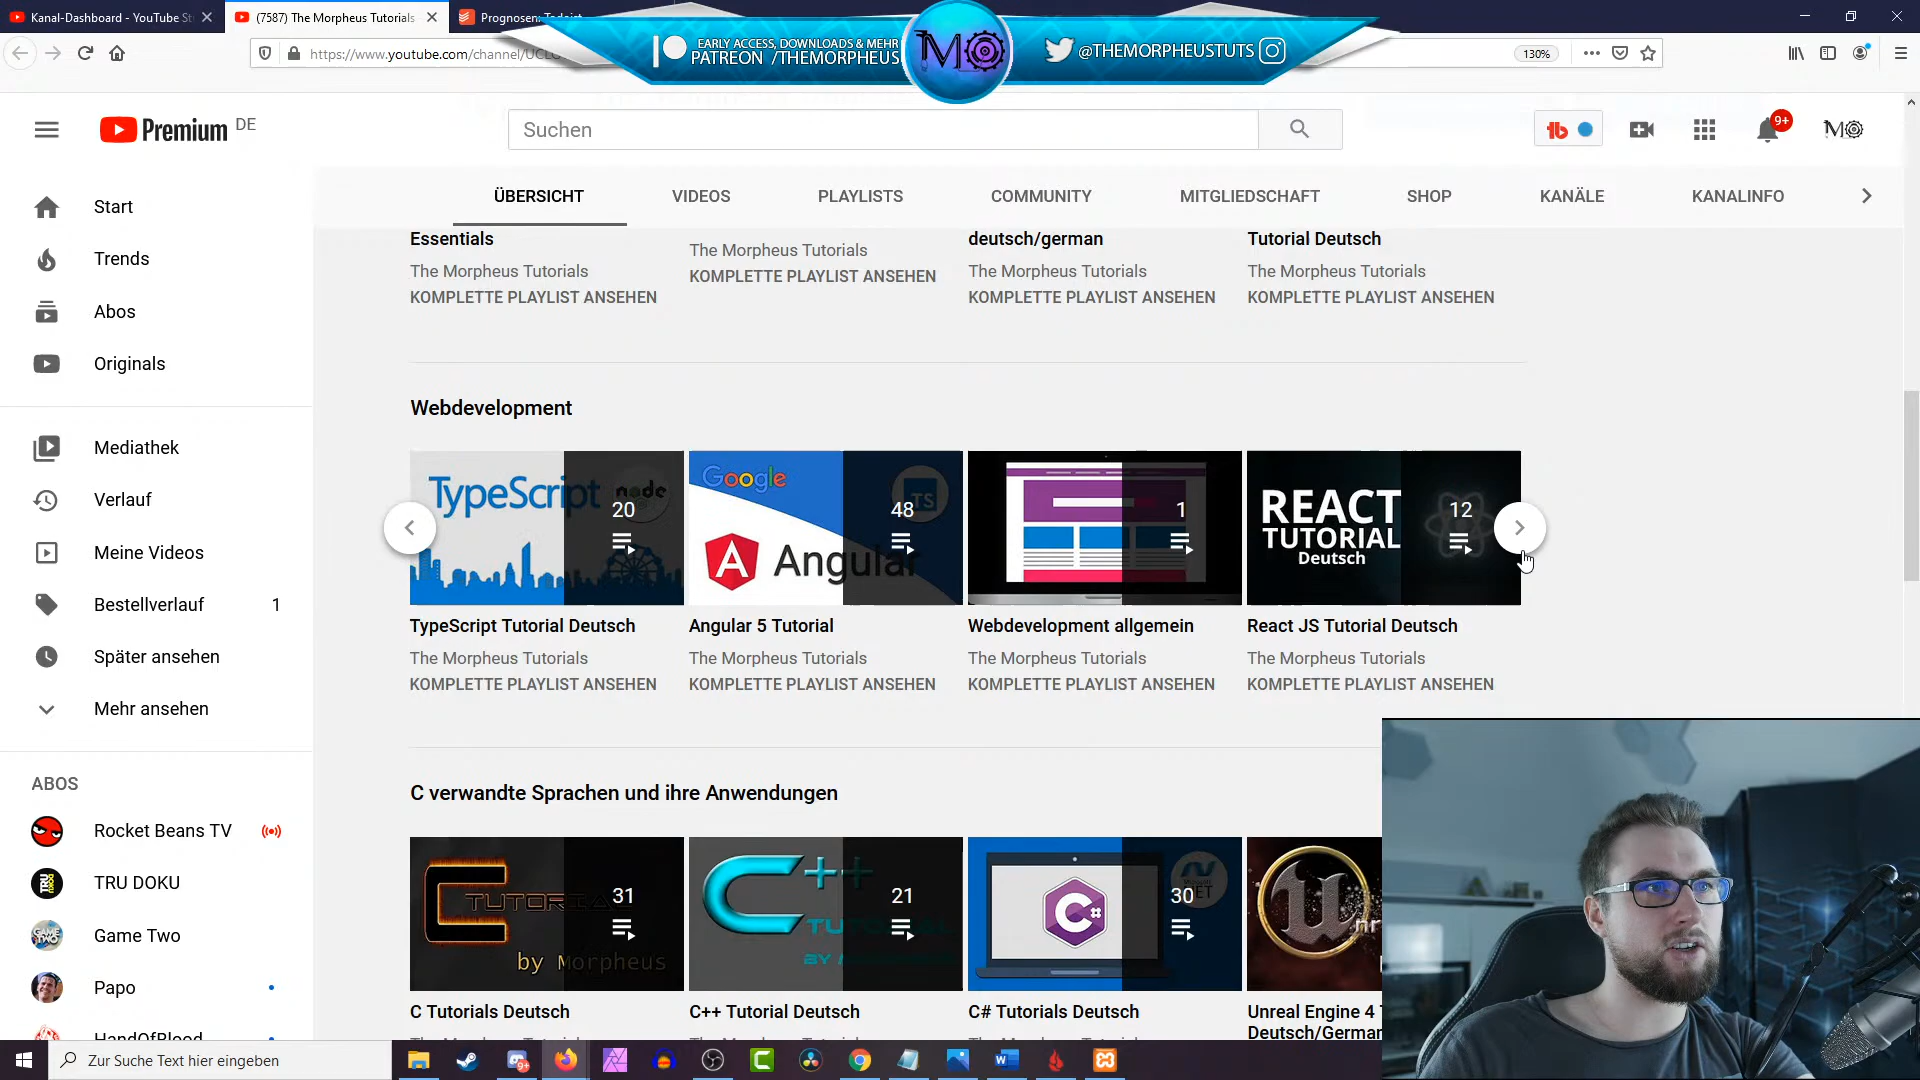 Kanal-Dashboard - YouTube St
(7587) The Morpheus Tutorials
Prognosen: Todoist
EARLY ACCESS, DOWNLOADS & MEHR
PATREON /THEMORPHEUS
@THEMORPHEUSTUTS
https://www.youtube.com/channel/UCLG
130%
Premium DE
Suchen
9+
Start
Trends
Abos
Originals
Mediathek
Verlauf
Meine Videos
Bestellverlauf 1
Später ansehen
Mehr ansehen
ABOS
Rocket Beans TV
TRU DOKU
Game Two
Papo
HandOfBlood
ÜBERSICHT
VIDEOS
PLAYLISTS
COMMUNITY
MITGLIEDSCHAFT
SHOP
KANÄLE
KANALINFO
Essentials
The Morpheus Tutorials
KOMPLETTE PLAYLIST ANSEHEN
The Morpheus Tutorials
KOMPLETTE PLAYLIST ANSEHEN
deutsch/german
The Morpheus Tutorials
KOMPLETTE PLAYLIST ANSEHEN
Tutorial Deutsch
The Morpheus Tutorials
KOMPLETTE PLAYLIST ANSEHEN
Webdevelopment
TypeScript
node
20
TypeScript Tutorial Deutsch
The Morpheus Tutorials
KOMPLETTE PLAYLIST ANSEHEN
Google
TS
48
Angular
Angular 5 Tutorial
The Morpheus Tutorials
KOMPLETTE PLAYLIST ANSEHEN
1
Webdevelopment allgemein
The Morpheus Tutorials
KOMPLETTE PLAYLIST ANSEHEN
REACT
TUTORIAL
Deutsch
12
React JS Tutorial Deutsch
The Morpheus Tutorials
KOMPLETTE PLAYLIST ANSEHEN
C verwandte Sprachen und ihre Anwendungen
31
by Morpheus
C Tutorials Deutsch
C++
21
C++ Tutorial Deutsch
C#
30
C# Tutorials Deutsch
Unreal Engine 4
Deutsch/German
Zur Suche Text hier eingeben